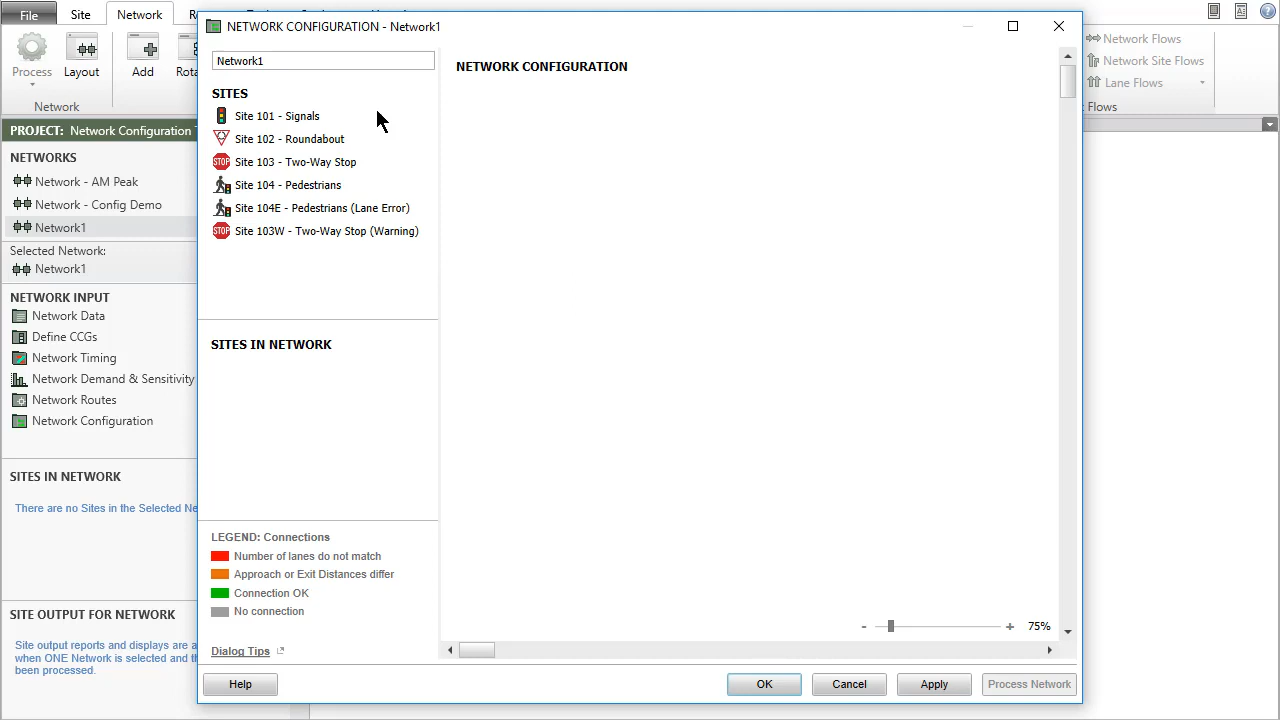 File
Site
Network
NETWORK CONFIGURATION - Network1
Process
Layout
Add
Network
Network Flows
Network Site Flows
Lane Flows
Flows
PROJECT: Network Configuration
NETWORKS
Network - AM Peak
Network - Config Demo
Network1
Selected Network:
Network1
NETWORK INPUT
Network Data
Define CCGs
Network Timing
Network Demand & Sensitivity
Network Routes
Network Configuration
SITES IN NETWORK
There are no Sites in the Selected Ne
SITE OUTPUT FOR NETWORK
Site output reports and displays are a
when ONE Network is selected and th
been processed.
Network1
SITES
Site 101 - Signals
Site 102 - Roundabout
STOP Site 103 - Two-Way Stop
Site 104 - Pedestrians
Site 104E - Pedestrians (Lane Error)
STOP Site 103W - Two-Way Stop (Warning)
SITES IN NETWORK
LEGEND: Connections
Number of lanes do not match
Approach or Exit Distances differ
Connection OK
No connection
Dialog Tips
NETWORK CONFIGURATION
- + 75%
Help
OK
Cancel
Apply
Process Network